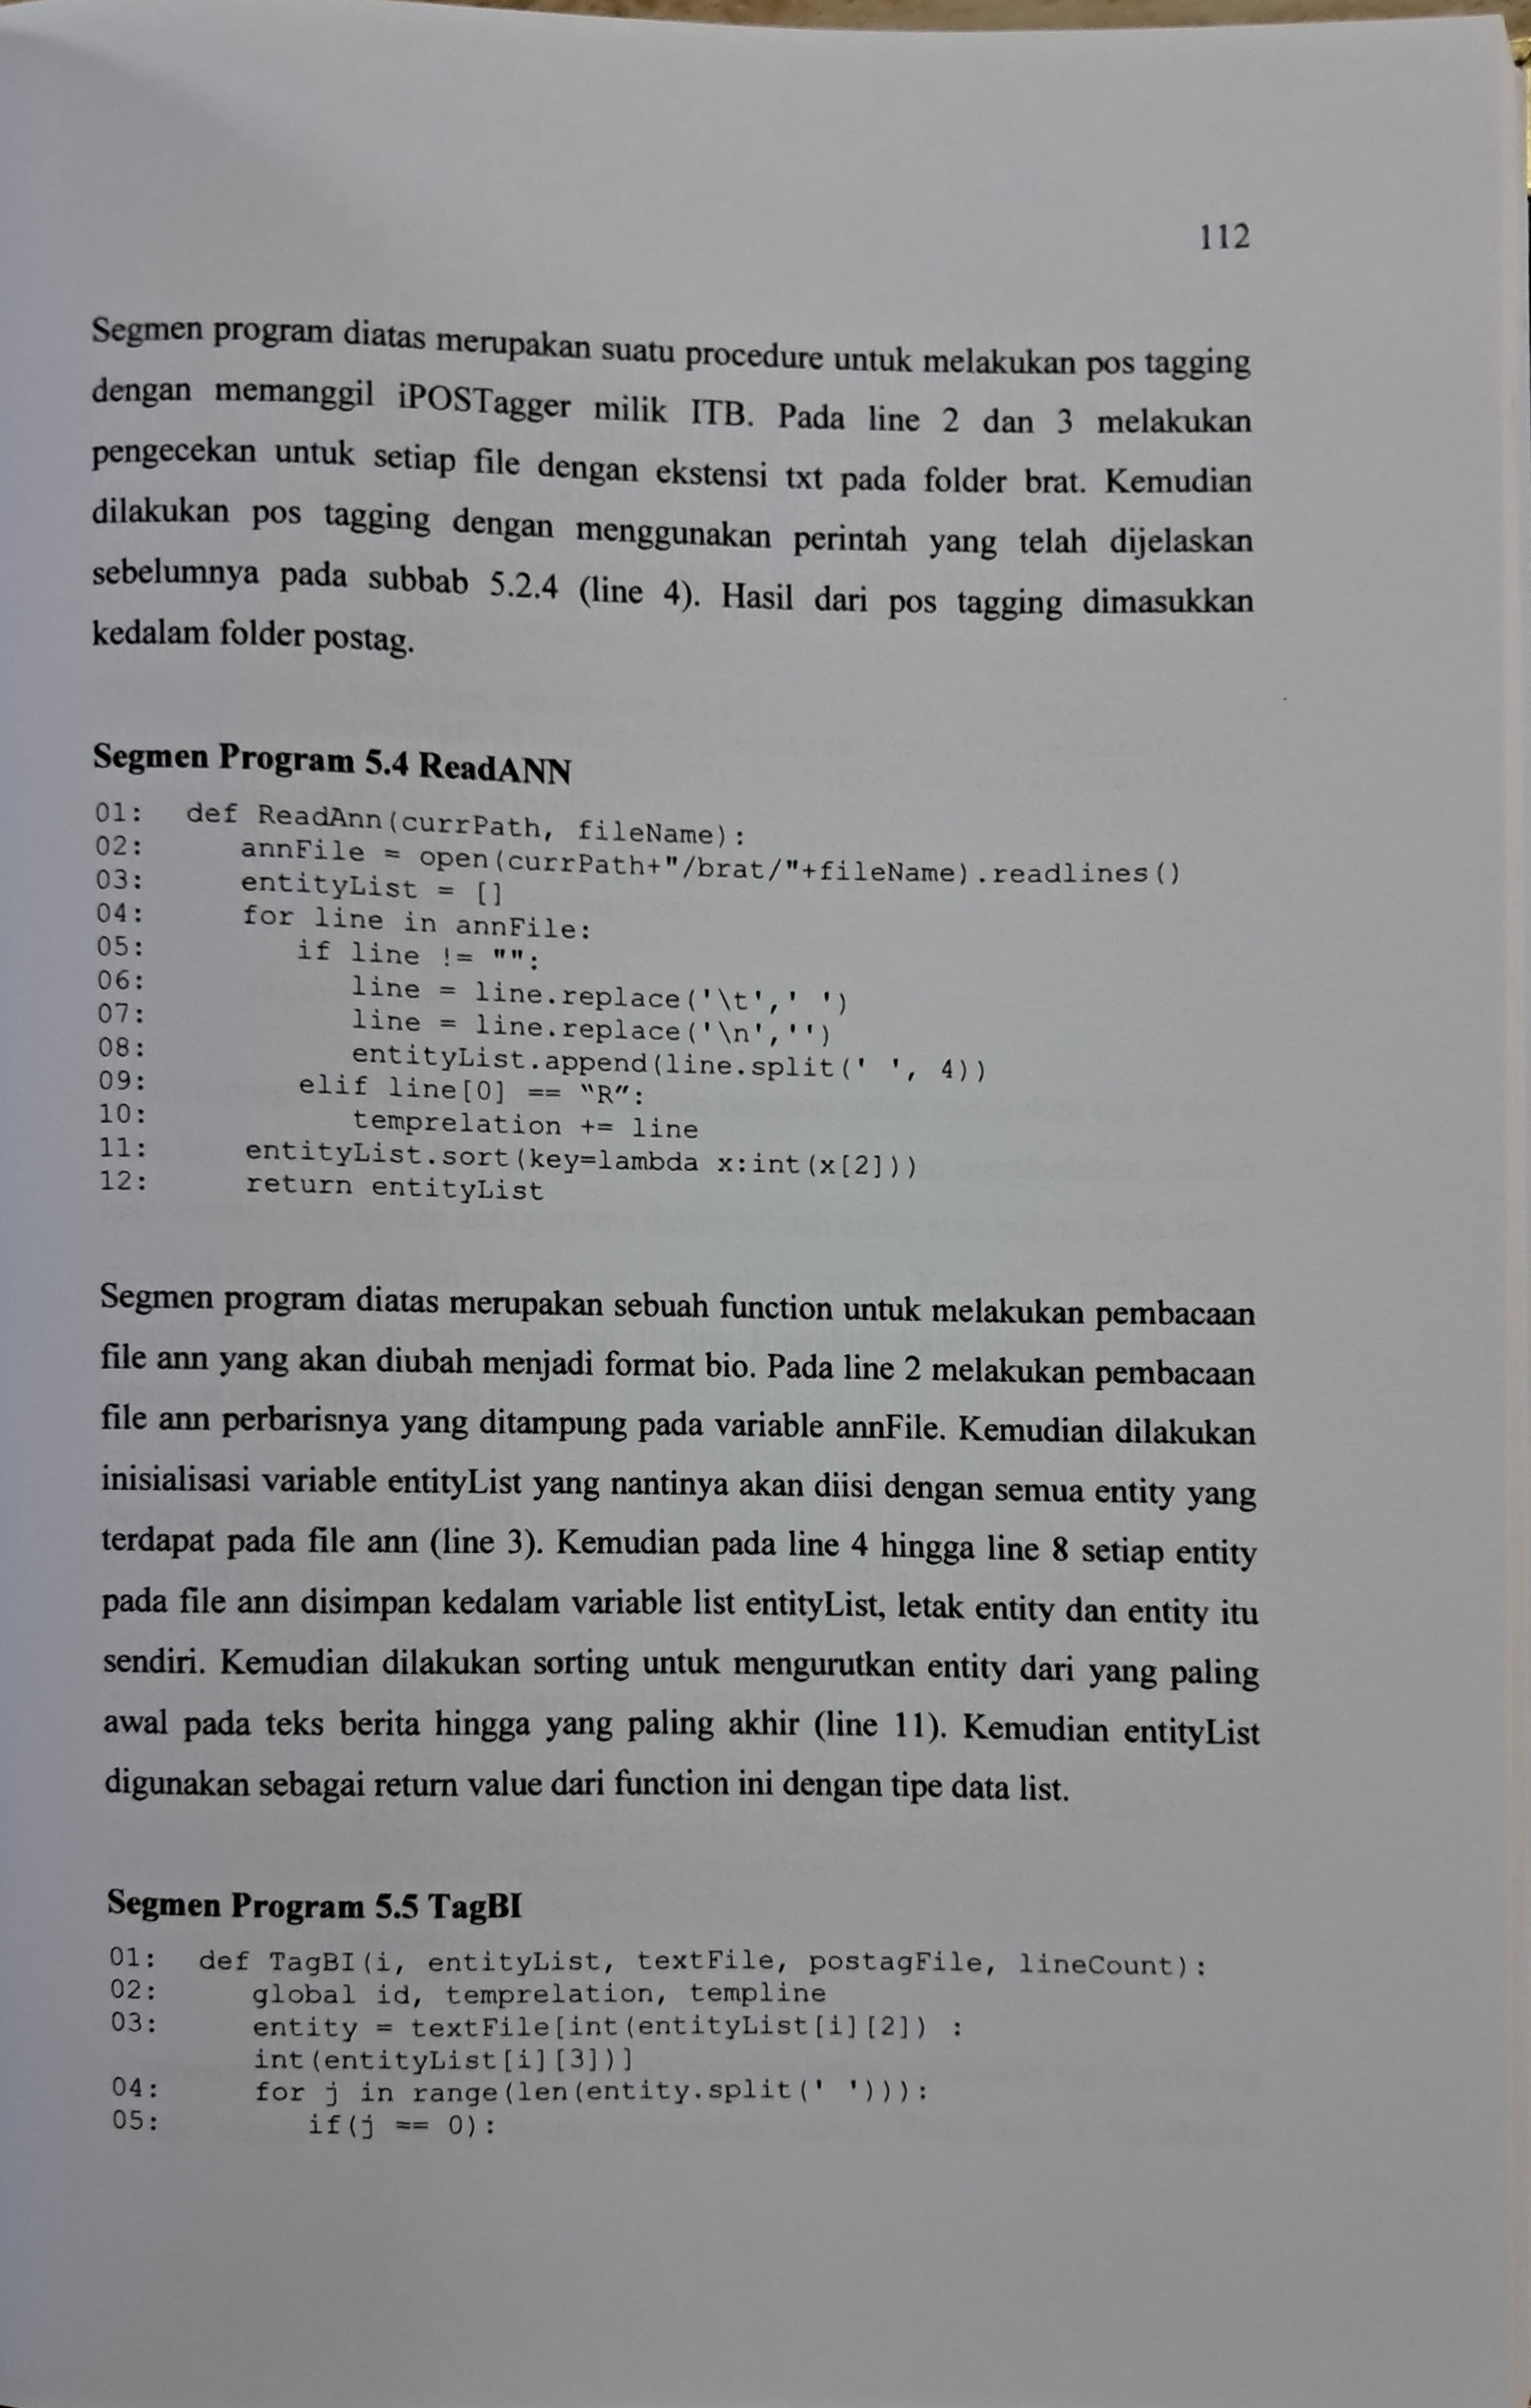 112
Segmen program diatas merupakan suatu procedure untuk melakukan pos tagging
dengan memanggil iPOSTagger milik ITB. Pada line 2 dan 3 melakukan
pengecekan untuk setiap file dengan ekstensi txt pada folder brat. Kemudian
dilakukan pos tagging dengan menggunakan perintah yang telah dijelaskan
sebelumnya pada subbab 5.2.4 (line 4). Hasil dari pos tagging dimasukkan
kedalam folder postag.
Segmen Program 5.4 ReadANN
01: def ReadAnn(currPath, fileName):
02: annFile = open(currPath+"/brat/"+fileName).readlines()
03: entityList = []
04: for line in annFile:
05: if line != "":
06: line = line.replace('\t',' ')
07: line = line.replace('\n','')
08: entityList.append(line.split(' ', 4))
09: elif line[0] == “R”:
10: temprelation += line
11: entityList.sort(key=lambda x:int(x[2]))
12: return entityList
Segmen program diatas merupakan sebuah function untuk melakukan pembacaan
file ann yang akan diubah menjadi format bio. Pada line 2 melakukan pembacaan
file ann perbarisnya yang ditampung pada variable annFile. Kemudian dilakukan
inisialisasi variable entityList yang nantinya akan diisi dengan semua entity yang
terdapat pada file ann (line 3). Kemudian pada line 4 hingga line 8 setiap entity
pada file ann disimpan kedalam variable list entityList, letak entity dan entity itu
sendiri. Kemudian dilakukan sorting untuk mengurutkan entity dari yang paling
awal pada teks berita hingga yang paling akhir (line 11). Kemudian entityList
digunakan sebagai return value dari function ini dengan tipe data list.
Segmen Program 5.5 TagBI
01: def TagBI(i, entityList, textFile, postagFile, lineCount):
02: global id, temprelation, templine
03: entity = textFile[int(entityList[i][2]) :
int(entityList[i][3])]
04: for j in range(len(entity.split(' '))):
05: if(j == 0):